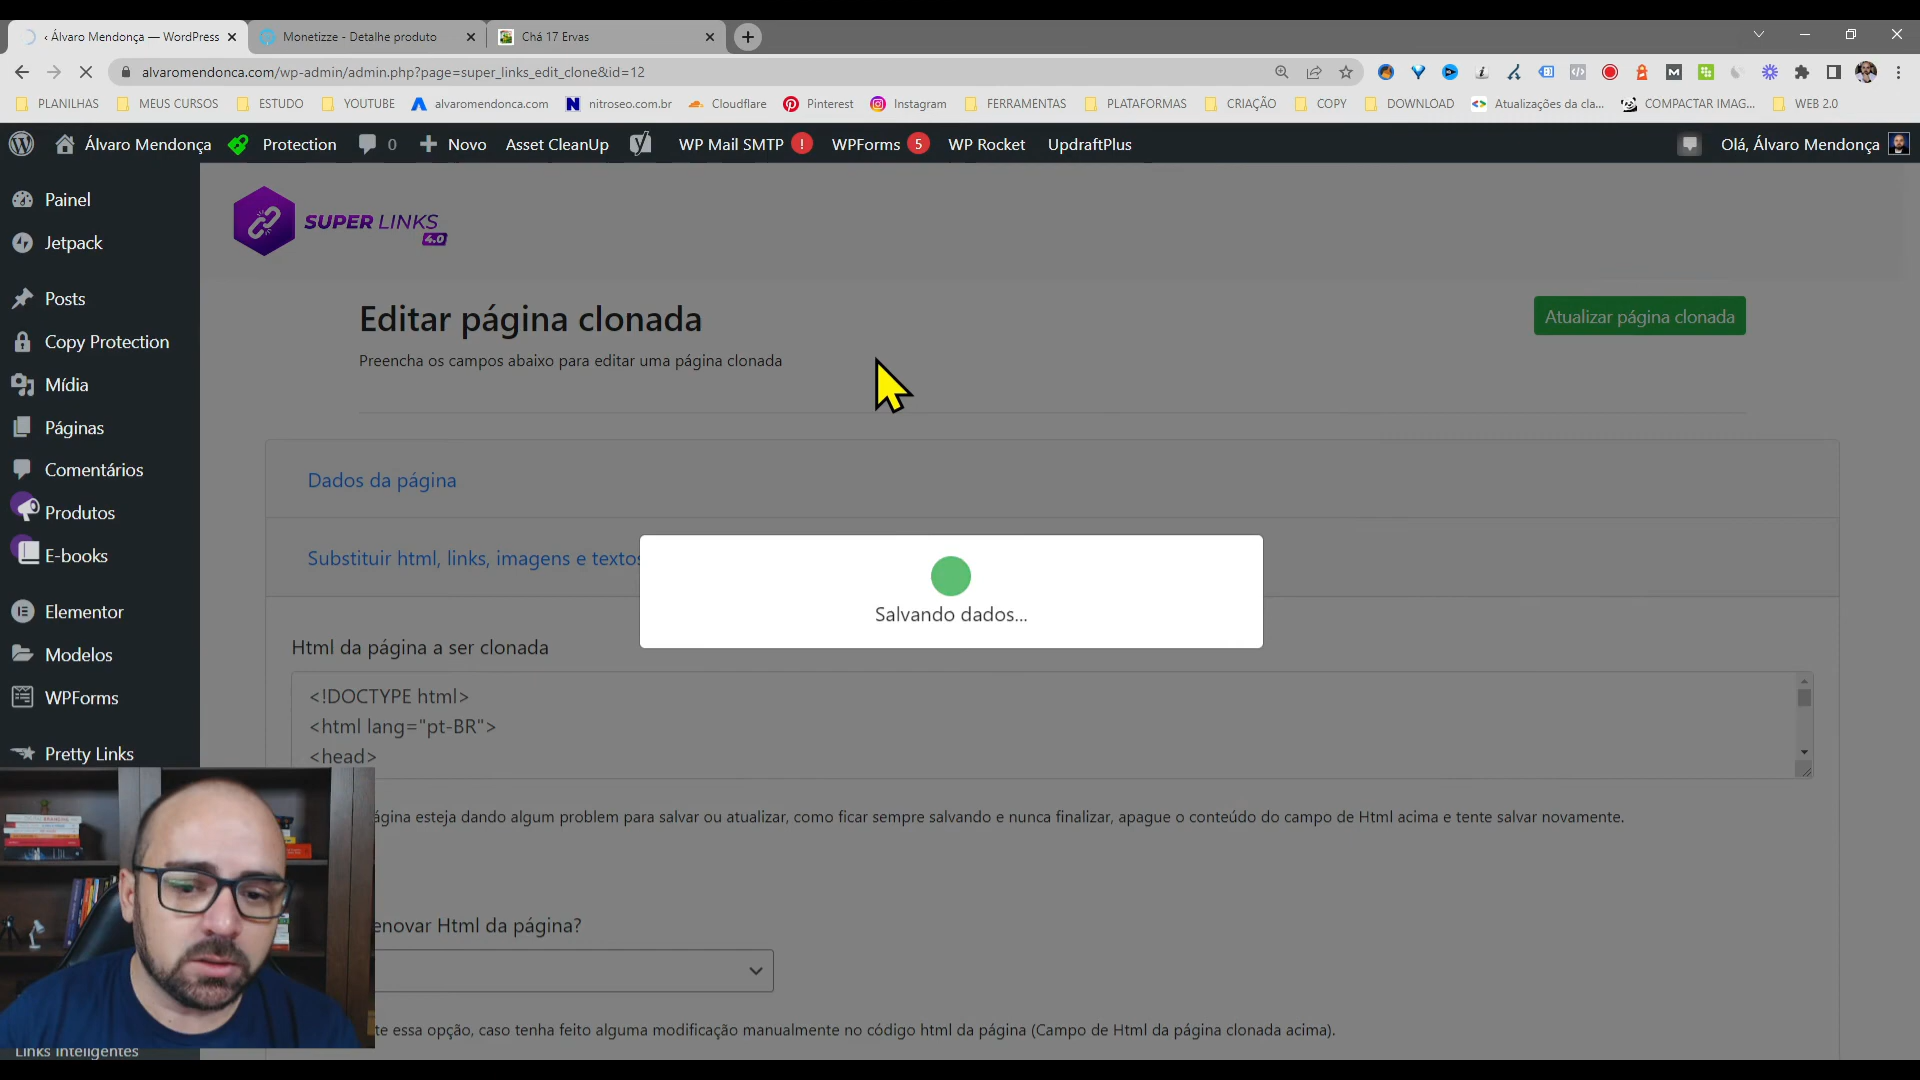 ‹ Álvaro Mendonça — WordPress
Monetizze - Detalhe produto
Chá 17 Ervas
alvaromendonca.com/wp-admin/admin.php?page=super_links_edit_clone&id=12
PLANILHAS
MEUS CURSOS
ESTUDO
YOUTUBE
alvaromendonca.com
nitroseo.com.br
Cloudflare
Pinterest
Instagram
FERRAMENTAS
PLATAFORMAS
CRIAÇÃO
COPY
DOWNLOAD
Atualizações da cla...
COMPACTAR IMAG...
WEB 2.0
Álvaro Mendonça
Protection
0
Novo
Asset CleanUp
WP Mail SMTP !
WPForms 5
WP Rocket
UpdraftPlus
Olá, Álvaro Mendonça
Painel
Jetpack
Posts
Copy Protection
Mídia
Páginas
Comentários
Produtos
E-books
Elementor
Modelos
WPForms
Pretty Links
Links Inteligentes
SUPER LINKS
4.0
Editar página clonada
Preencha os campos abaixo para editar uma página clonada
Atualizar página clonada
Dados da página
Substituir html, links, imagens e textos
Salvando dados...
Html da página a ser clonada
<!DOCTYPE html>
<html lang="pt-BR">
<head>
ágina esteja dando algum problem para salvar ou atualizar, como ficar sempre salvando e nunca finalizar, apague o conteúdo do campo de Html acima e tente salvar novamente.
enovar Html da página?
te essa opção, caso tenha feito alguma modificação manualmente no código html da página (Campo de Html da página clonada acima).